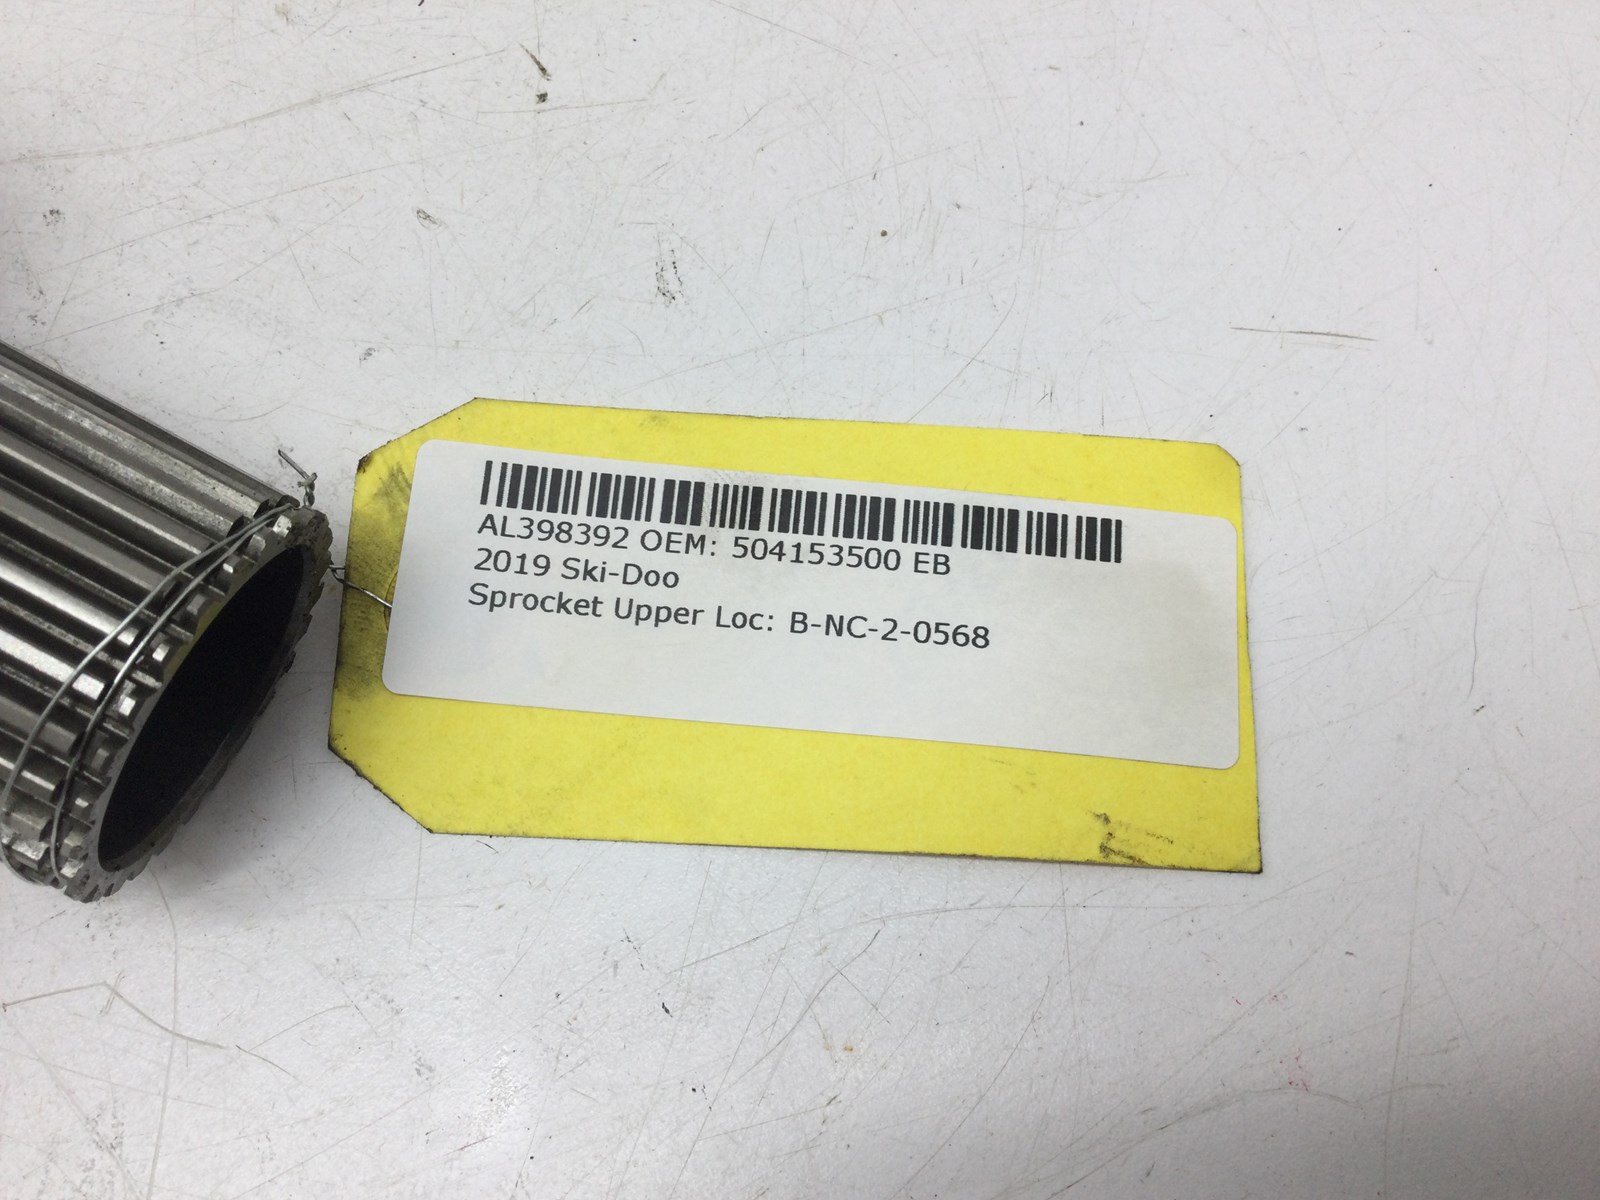 AL398392 OEM: 504153500 EB
2019 Ski-Doo
Sprocket Upper Loc: B-NC-2-0568